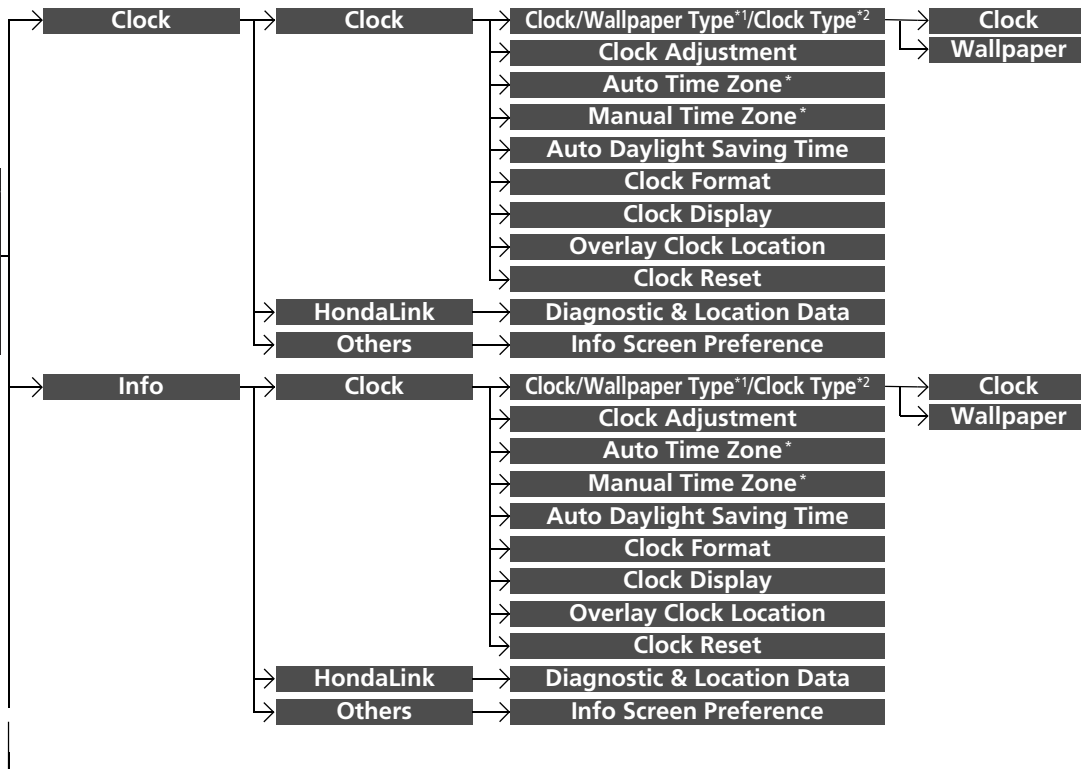 Clock Clock Clock/Wallpaper Type*1/Clock Type*2 Clock
Clock Adjustment Wallpaper
Auto Time Zone*
Manual Time Zone*
Auto Daylight Saving Time
Clock Format
Clock Display
Overlay Clock Location
Clock Reset
HondaLink Diagnostic & Location Data
Others Info Screen Preference
Info Clock Clock/Wallpaper Type*1/Clock Type*2 Clock
Clock Adjustment Wallpaper
Auto Time Zone*
Manual Time Zone*
Auto Daylight Saving Time
Clock Format
Clock Display
Overlay Clock Location
Clock Reset
HondaLink Diagnostic & Location Data
Others Info Screen Preference